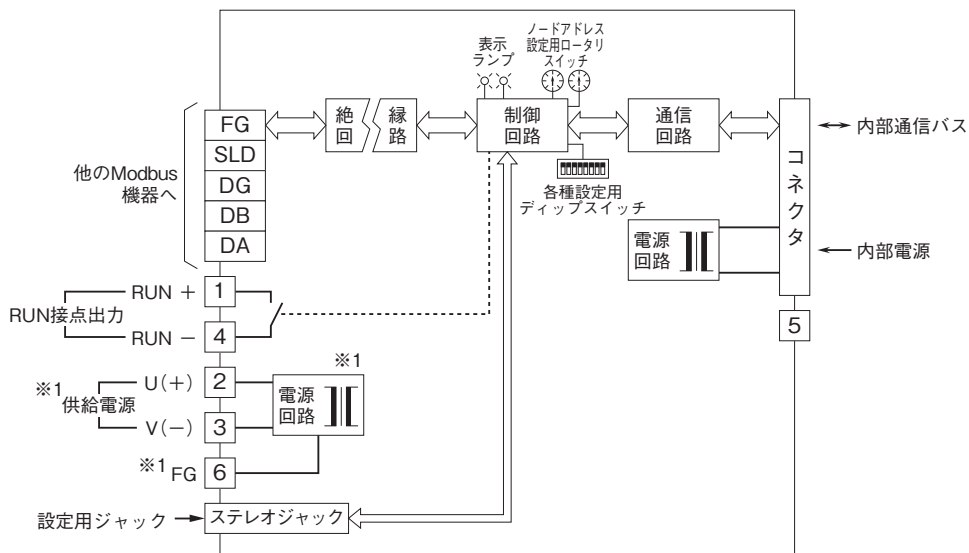 表示
ランプ
ノードアドレス
設定用ロータリ
スイッチ
FG
SLD
DG
DB
DA
他のModbus
機器へ
絶 縁
回 路
制御
回路
通信
回路
コネクタ
内部通信バス
各種設定用
ディップスイッチ
電源
回路
内部電源
RUN +
1
RUN接点出力
RUN −
4
5
※1
※1
供給電源
U(+)
2
V(−)
3
電源
回路
※1 FG
6
設定用ジャック
ステレオジャック